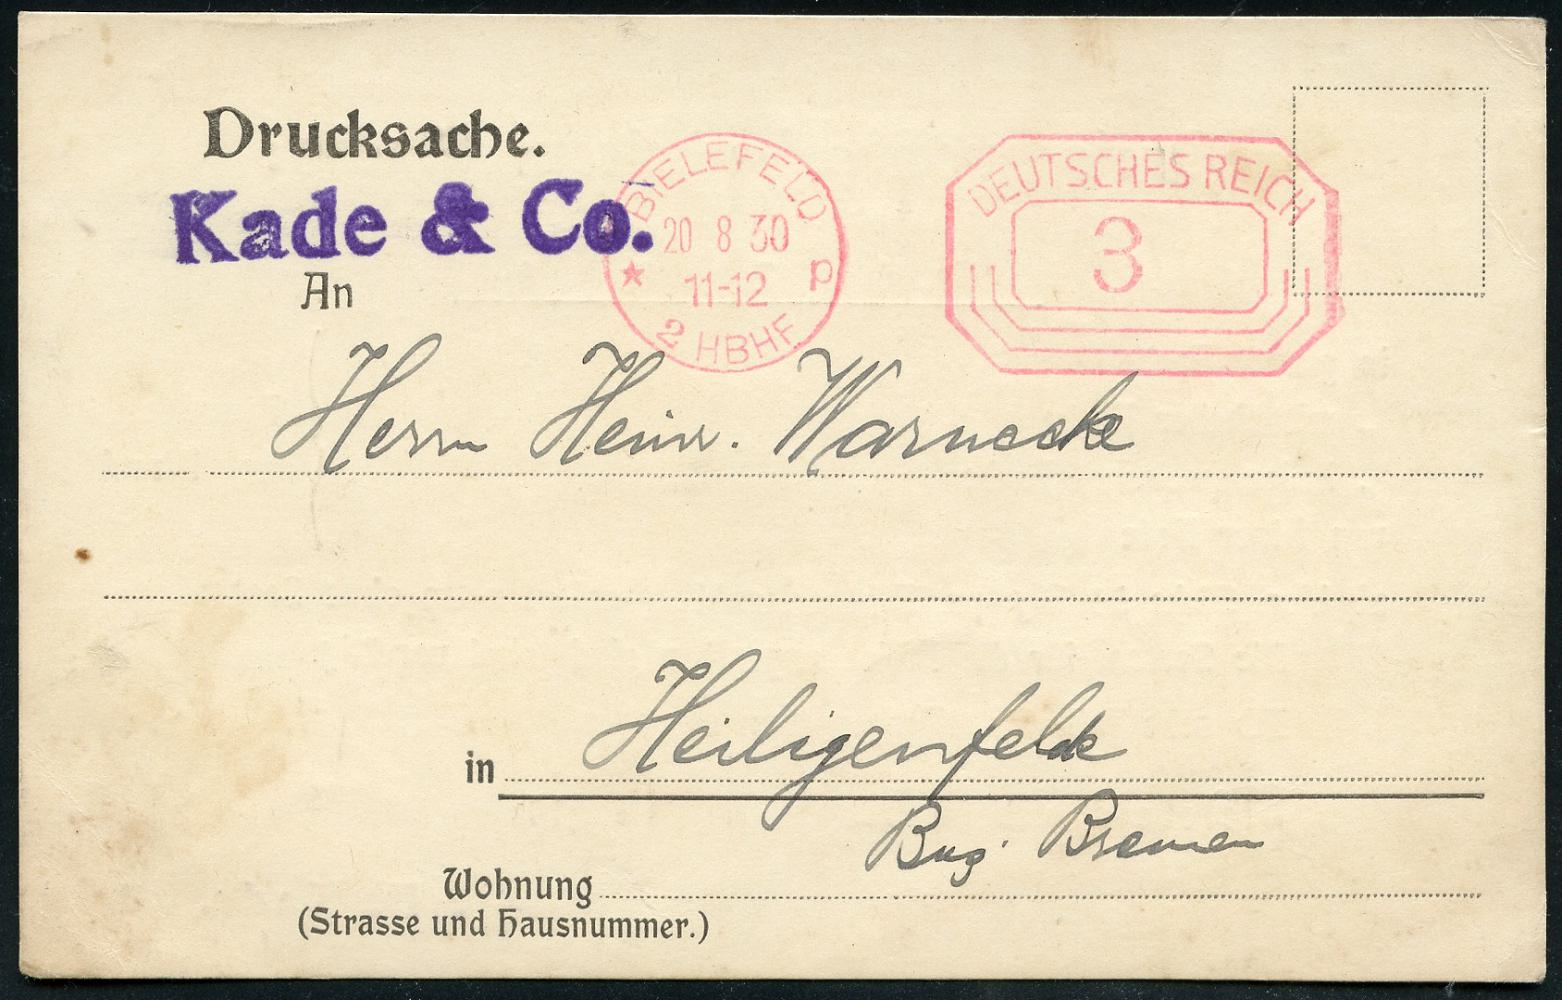 Drucksache.
Kade & Co.
BIELEFELD
20 8 30
11-12
p
2 HBHF
DEUTSCHES REICH
3
An
Herrn Heinr. Warnecke
in Heiligenfelde
Bez. Bremen
Wohnung
(Strasse und Hausnummer.)